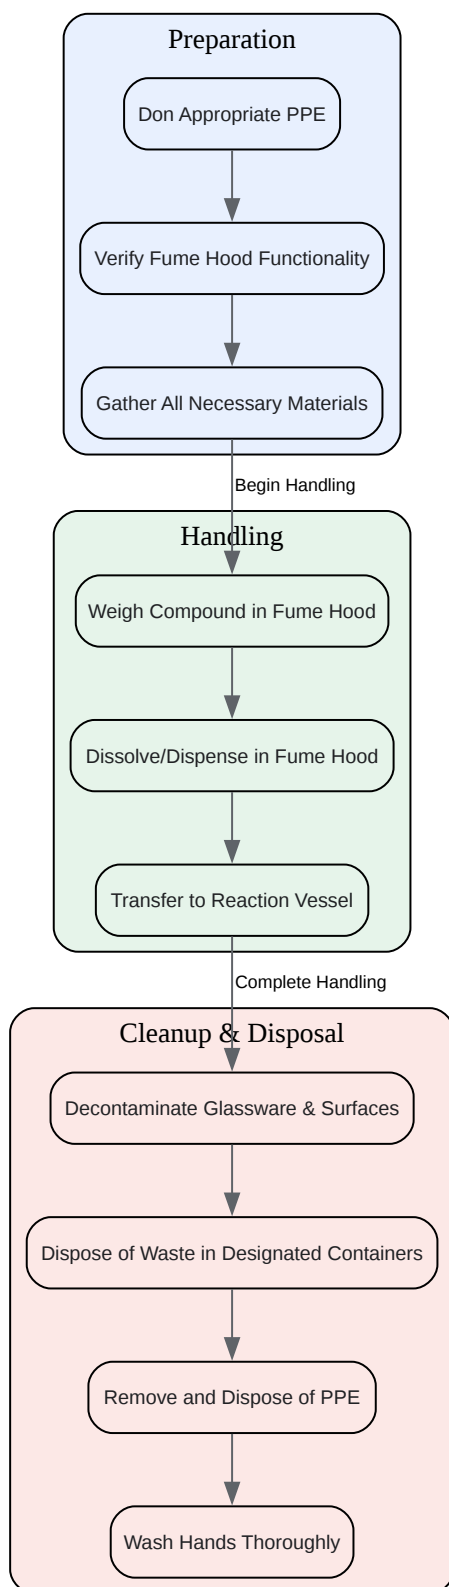 Preparation
Don Appropriate PPE
Verify Fume Hood Functionality
Gather All Necessary Materials
Begin Handling
Handling
Weigh Compound in Fume Hood
Dissolve/Dispense in Fume Hood
Transfer to Reaction Vessel
Complete Handling
Cleanup & Disposal
Decontaminate Glassware & Surfaces
Dispose of Waste in Designated Containers
Remove and Dispose of PPE
Wash Hands Thoroughly